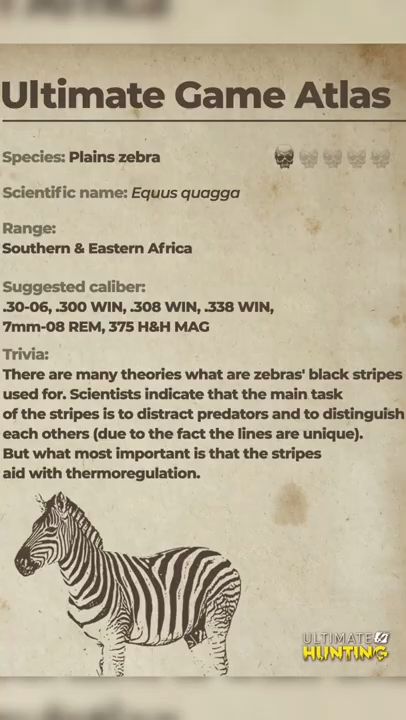 Ultimate Game Atlas
Species: Plains zebra
Scientific name: Equus quagga
Range:
Southern & Eastern Africa
Suggested caliber:
.30-06, .300 WIN, .308 WIN, .338 WIN,
7mm-08 REM, 375 H&H MAG
Trivia:
There are many theories what are zebras' black stripes
used for. Scientists indicate that the main task
of the stripes is to distract predators and to distinguish
each others (due to the fact the lines are unique).
But what most important is that the stripes
aid with thermoregulation.
ULTIMATE
HUNTING